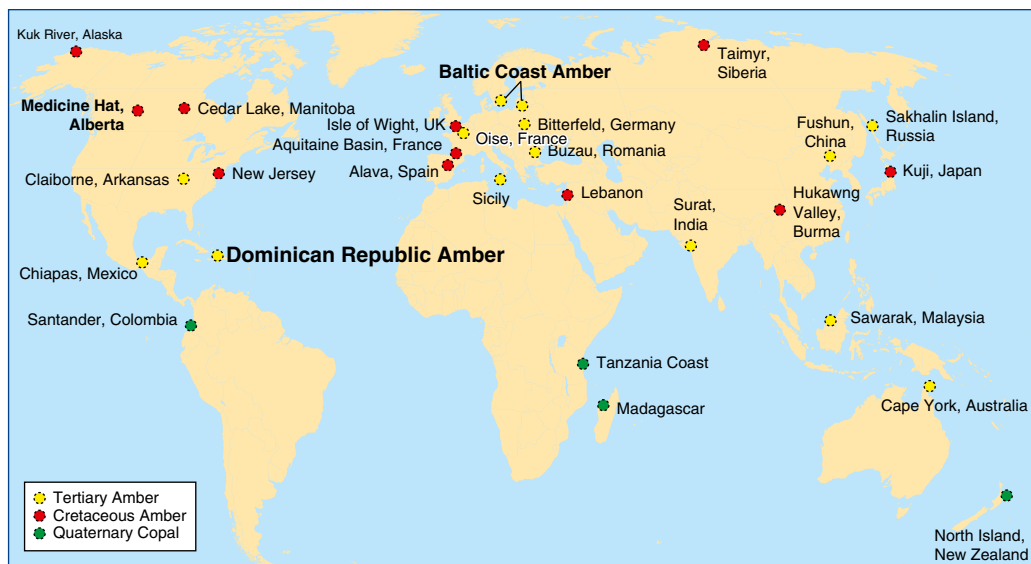 Kuk River, Alaska
Taimyr,
Siberia
Baltic Coast Amber
Medicine Hat,
Alberta
Cedar Lake, Manitoba
Isle of Wight, UK
Oise, France
Bitterfeld, Germany
Aquitaine Basin, France
Buzau, Romania
Alava, Spain
Sicily
Lebanon
Fushun,
China
Sakhalin Island,
Russia
Kuji, Japan
Claiborne, Arkansas
New Jersey
Surat,
India
Hukawng
Valley,
Burma
Dominican Republic Amber
Chiapas, Mexico
Santander, Colombia
Sawarak, Malaysia
Tanzania Coast
Madagascar
Cape York, Australia
Tertiary Amber
Cretaceous Amber
Quaternary Copal
North Island,
New Zealand